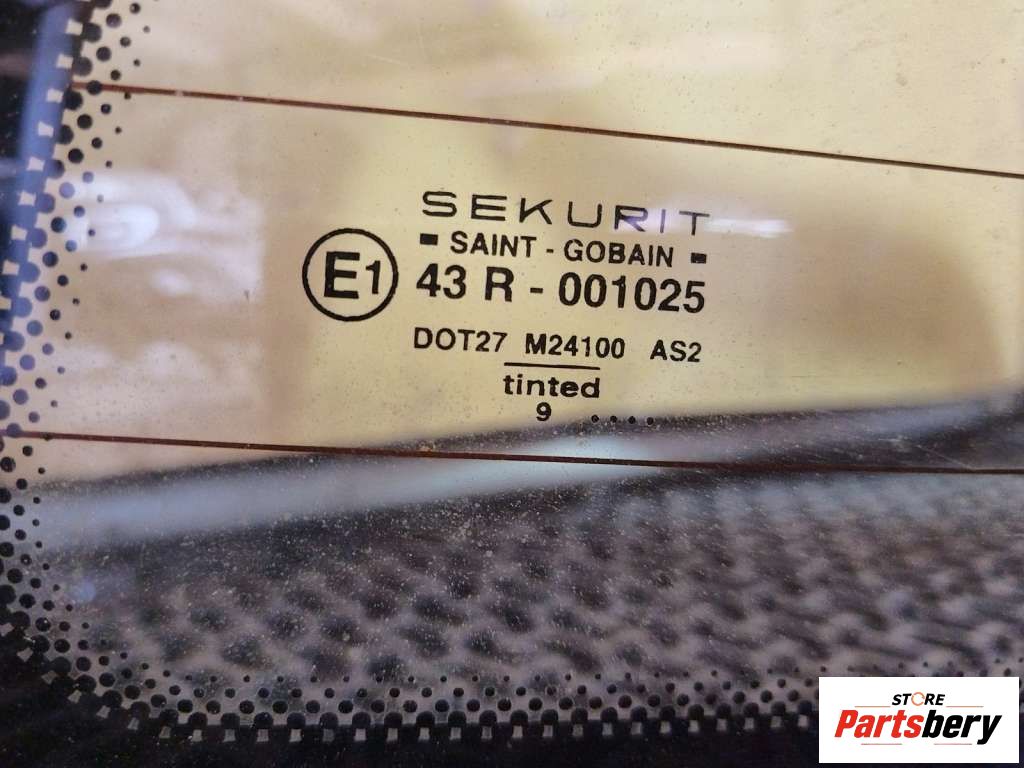 SEKURIT
SAINT - GOBAIN
E1 43 R - 001025
DOT27 M24100 AS2
tinted
9 ....
STORE
Partsbery